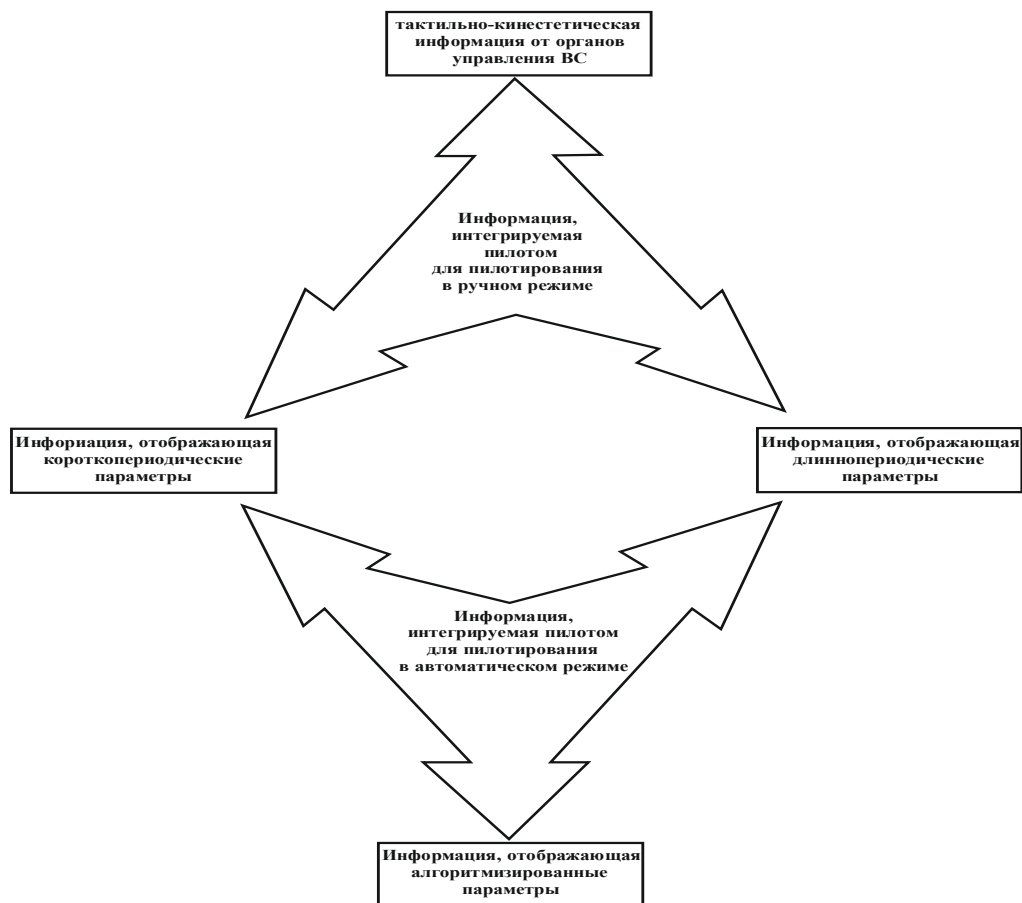 тактильно-кинестетическая
информация от органов
управления ВС
Информация,
интегрируемая
пилотом
для пилотирования
в ручном режиме
Инфориация, отображающая
короткопериодические
параметры
Информация, отображающая
длиннопериодические
параметры
Информация,
интегрируемая пилотом
для пилотирования
в автоматическом режиме
Информация, отображающая
алгоритмизированные
параметры